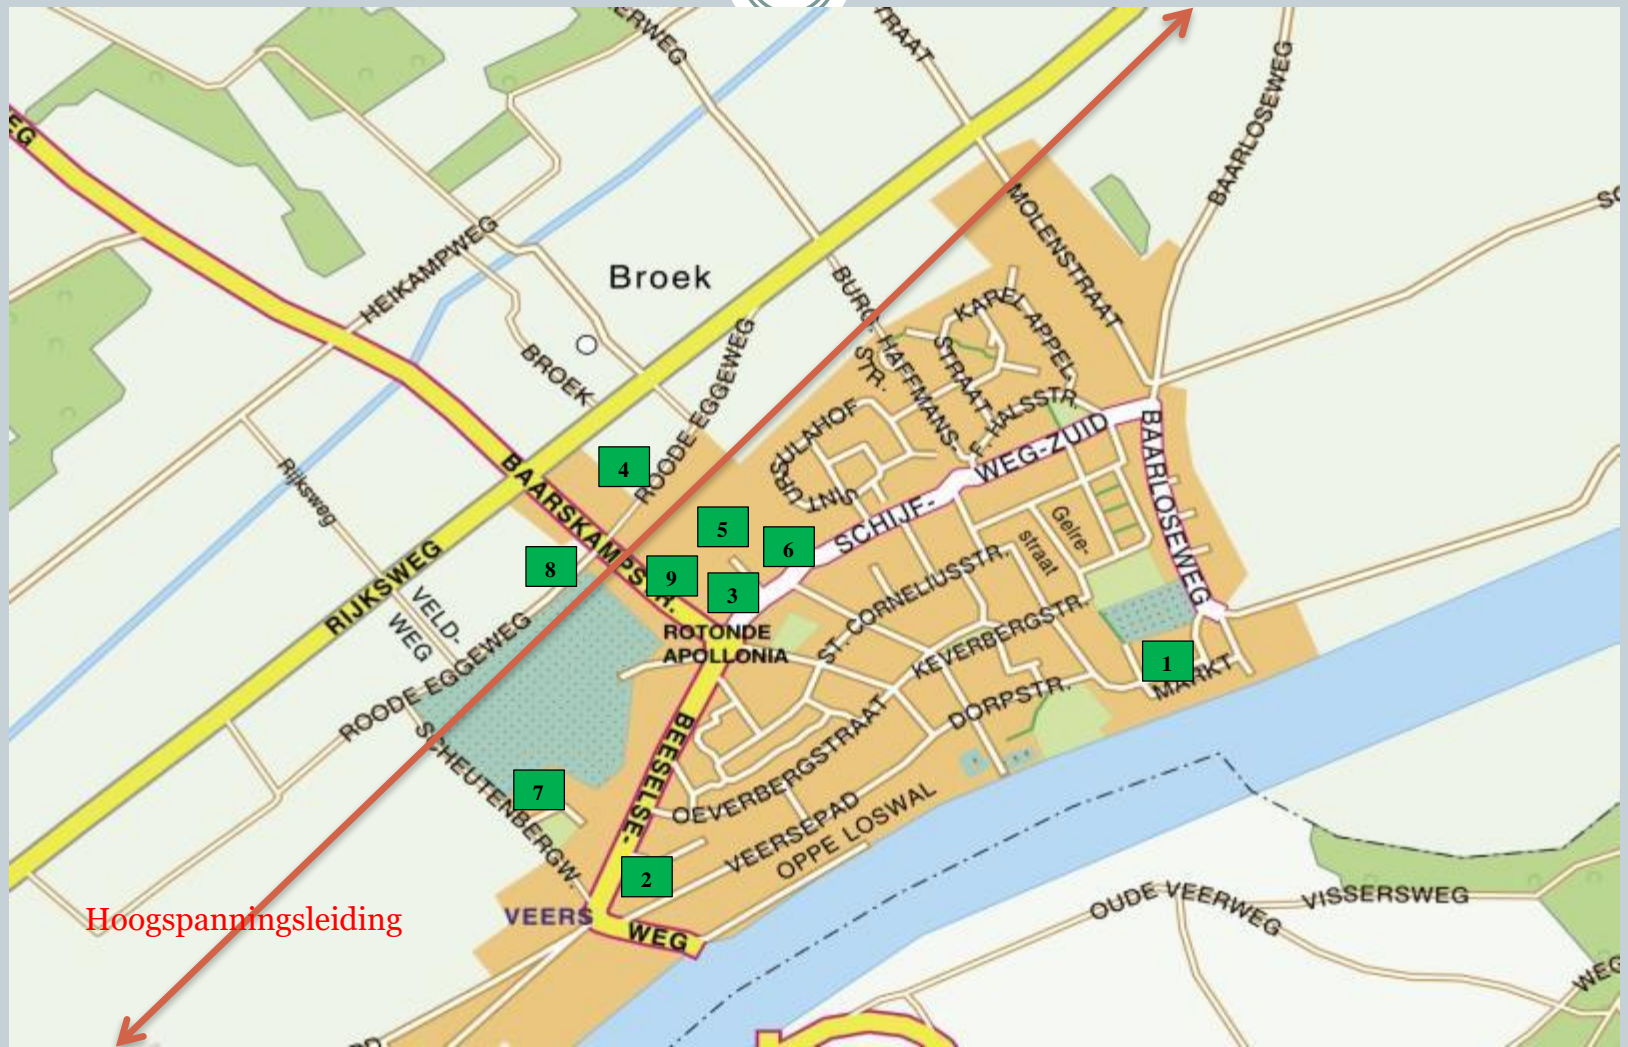 ERWEG
TRAAT
BAARLOSEWEG
EG
MOLENSTRAAT
HEIKAMPWEG
Broek
BURG. HAFFMANS-
STR.
KAREL APPEL
STRAAT
BROEK
ROODE EGGEWEG
F. HALSSTR.
SINT URSULAHOF
SCHIJF-
WEG-ZUID
BAARLOSEWEG
Rijksweg
BAARSKAMPSTR.
4
5
6
8
9
3
Gelre-
straat
RIJKSWEG
VELD-
WEG
ROODE EGGEWEG
ROTONDE
APOLLONIA
ST. CORNELIUSSTR.
KEVERBERGSTR.
DORPSTR.
1
MARKT
SCHEUTENBERGW.
7
BEESELSE-
WEG
OEVERBERGSTRAAT
VEERSEPAD
OPPE LOSWAL
2
VEERS
Hoogspanningsleiding
OUDE VEERWEG
VISSERSWEG
WEG